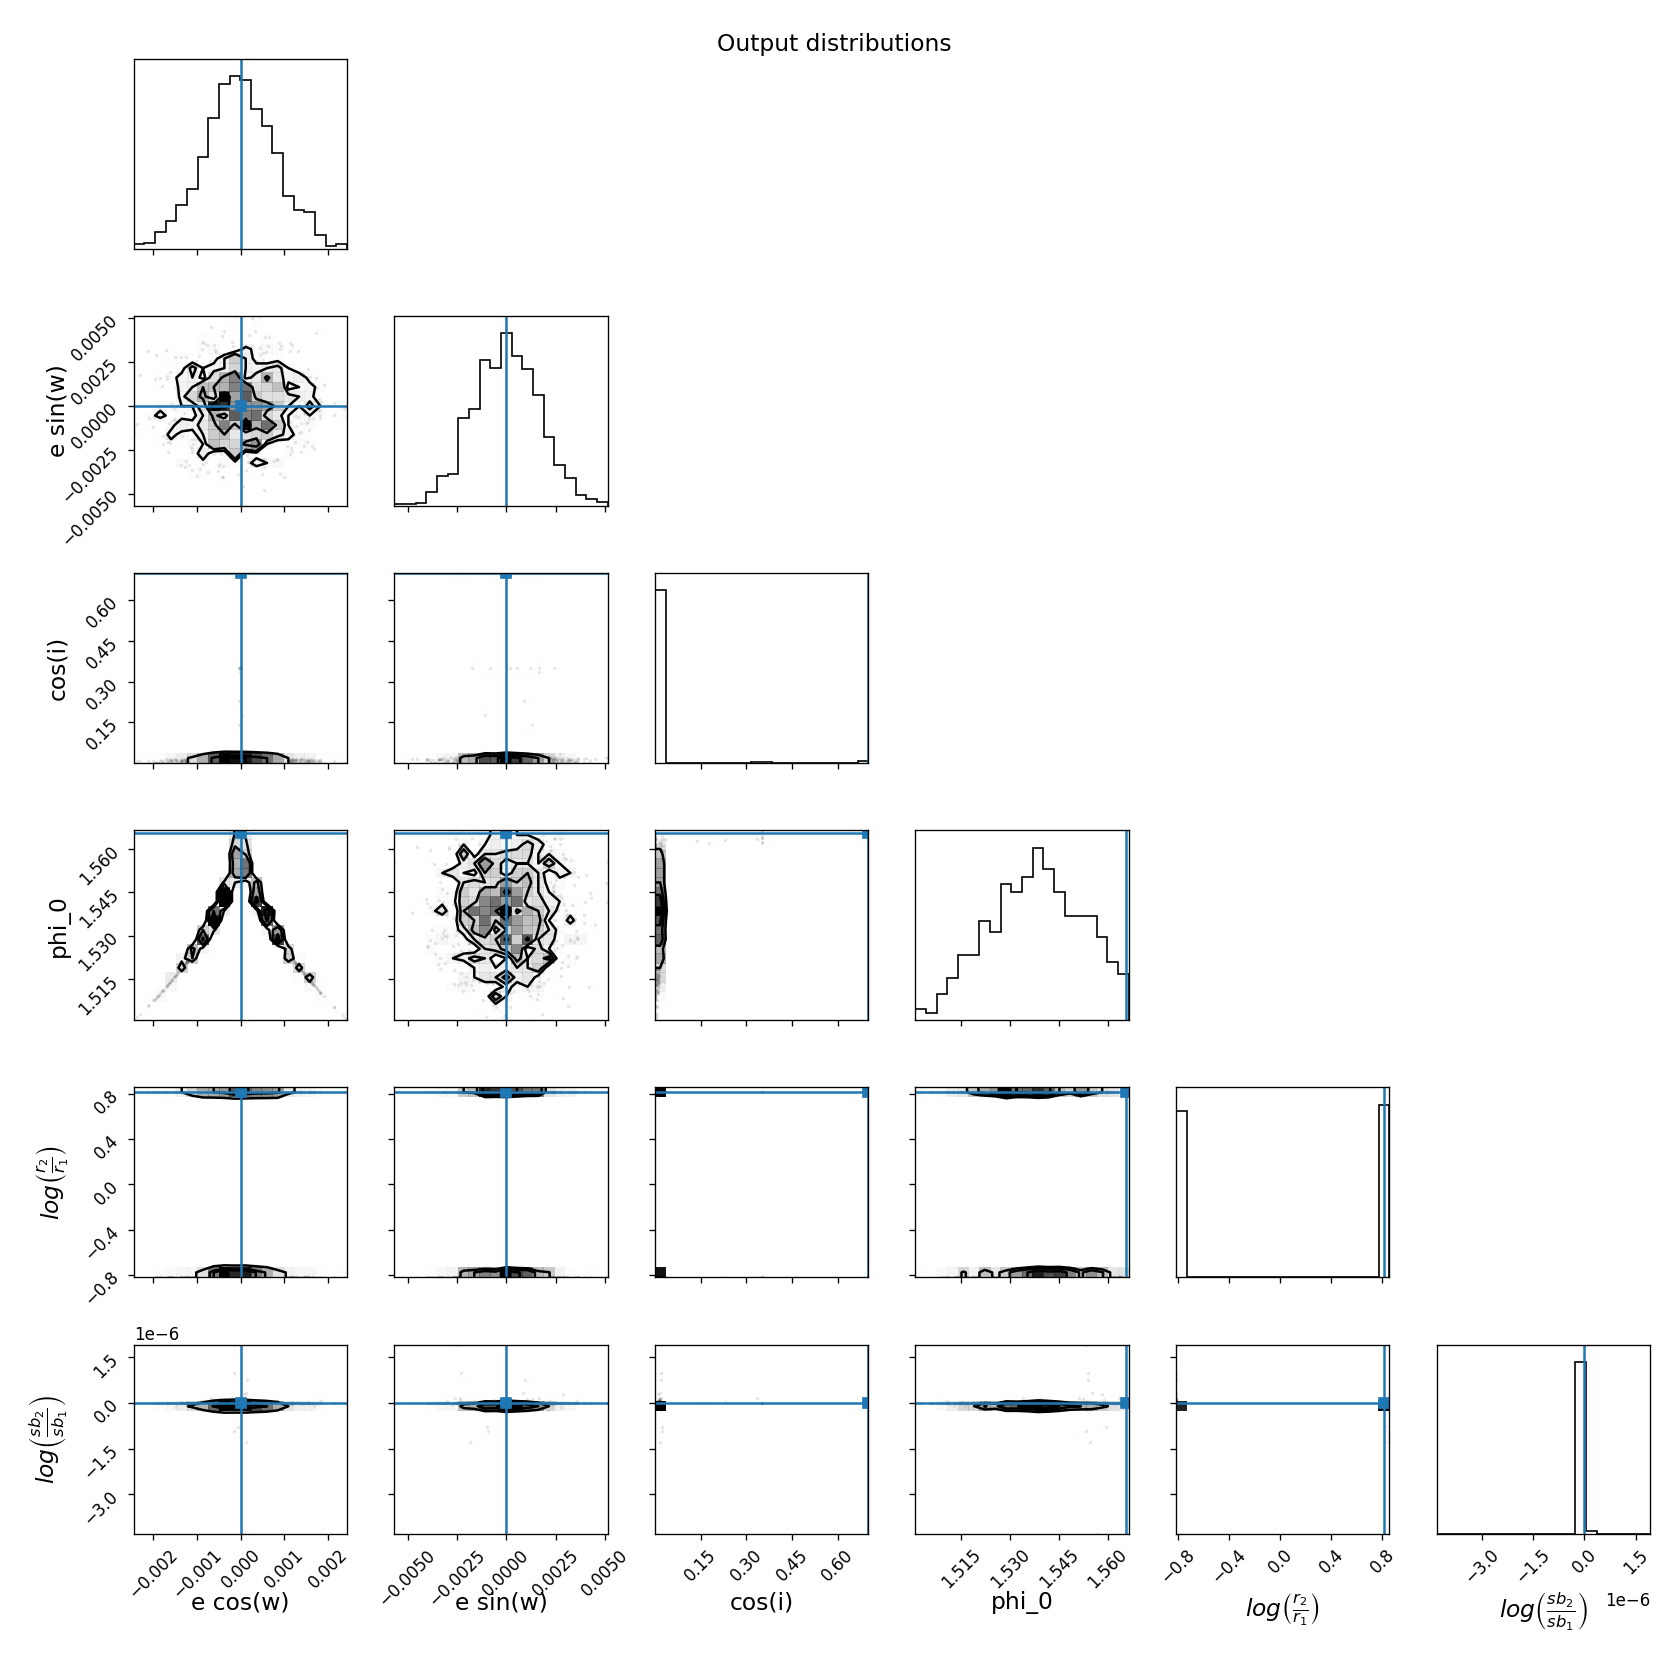 Output distributions
e sin(w)
0.0050
0.0025
0.0000
−0.0025
−0.0050
cos(i)
0.60
0.45
0.30
0.15
phi_0
1.560
1.545
1.530
1.515
log(r2/r1)
0.8
0.4
0.0
−0.4
−0.8
1e−6
log(sb2/sb1)
1.5
0.0
−1.5
−3.0
−0.002 −0.001 0.000 0.001 0.002
e cos(w)
−0.0050 −0.0025 0.0000 0.0025 0.0050
e sin(w)
0.15 0.30 0.45 0.60
cos(i)
1.515 1.530 1.545 1.560
phi_0
−0.8 −0.4 0.0 0.4 0.8
log(r2/r1)
−3.0 −1.5 0.0 1.5
1e−6
log(sb2/sb1)